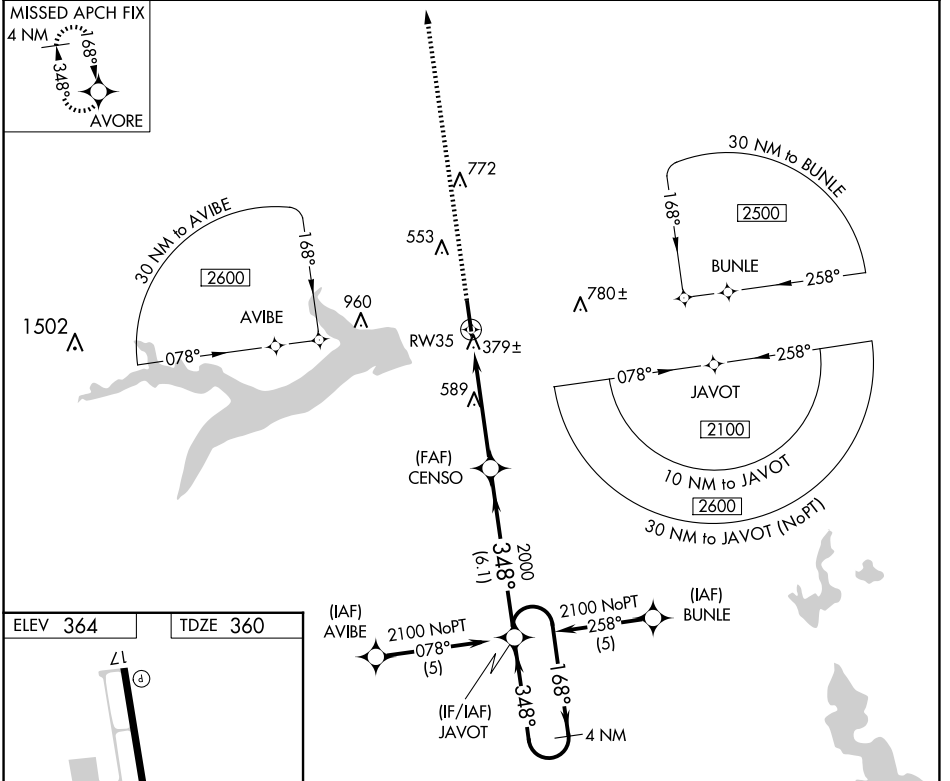 MISSED APCH FIX
4 NM
168°
348°
AVORE
772
30 NM to BUNLE
168°
2500
BUNLE
258°
30 NM to AVIBE
168°
2600
AVIBE
078°
553
780±
960
1502
RW35
379±
078°
258°
JAVOT
2100
10 NM to JAVOT
2600
30 NM to JAVOT (NoPT)
589
(FAF)
CENSO
2000
348°
(6.1)
(IAF)
AVIBE
2100 NoPT
078°
(5)
2100 NoPT
258°
(5)
(IAF)
BUNLE
(IF/IAF)
JAVOT
348°
168°
4 NM
ELEV 364
TDZE 360
17
P